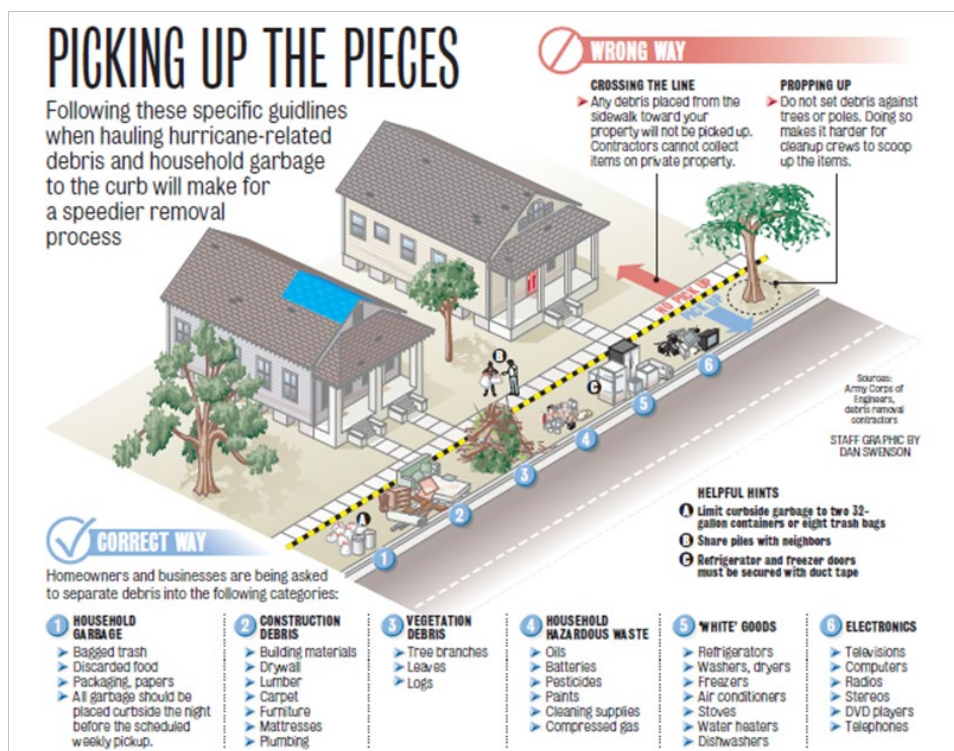 PICKING UP THE PIECES
Following these specific guidlines
when hauling hurricane-related
debris and household garbage
to the curb will make for
a speedier removal
process
WRONG WAY
CROSSING THE LINE
Any debris placed from the
sidewalk toward your
property will not be picked up.
Contractors cannot collect
items on private property.
PROPPING UP
Do not set debris against
trees or poles. Doing so
makes it harder for
cleanup crews to scoop
up the items.
NO PICK UP
PICK UP
B
C
A
1
2
3
4
5
6
Sources:
Army Corps of
Engineers,
debris removal
contractors
STAFF GRAPHIC BY
DAN SWENSON
HELPFUL HINTS
A Limit curbside garbage to two 32-
gallon containers or eight trash bags
B Share piles with neighbors
C Refrigerator and freezer doors
must be secured with duct tape
CORRECT WAY
Homeowners and businesses are being asked
to separate debris into the following categories:
1 HOUSEHOLD
GARBAGE
Bagged trash
Discarded food
Packaging, papers
All garbage should be
placed curbside the night
before the scheduled
weekly pickup.
2 CONSTRUCTION
DEBRIS
Building materials
Drywall
Lumber
Carpet
Furniture
Mattresses
Plumbing
3 VEGETATION
DEBRIS
Tree branches
Leaves
Logs
4 HOUSEHOLD
HAZARDOUS WASTE
Oils
Batteries
Pesticides
Paints
Cleaning supplies
Compressed gas
5 'WHITE' GOODS
Refrigerators
Washers, dryers
Freezers
Air conditioners
Stoves
Water heaters
Dishwashers
6 ELECTRONICS
Televisions
Computers
Radios
Stereos
DVD players
Telephones